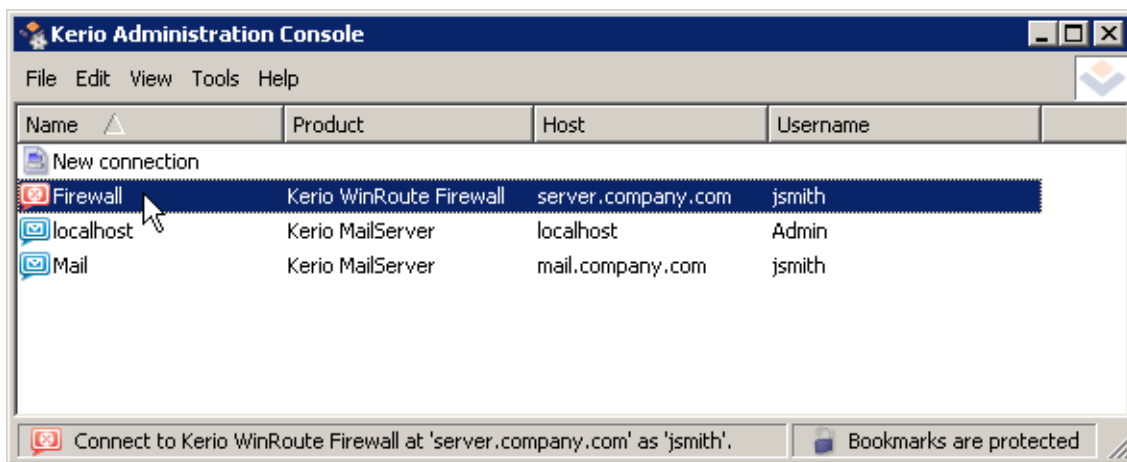 Kerio Administration Console
File Edit View Tools Help
Name Product Host Username
New connection
Firewall Kerio WinRoute Firewall server.company.com jsmith
localhost Kerio MailServer localhost Admin
Mail Kerio MailServer mail.company.com jsmith
Connect to Kerio WinRoute Firewall at 'server.company.com' as 'jsmith'. Bookmarks are protected